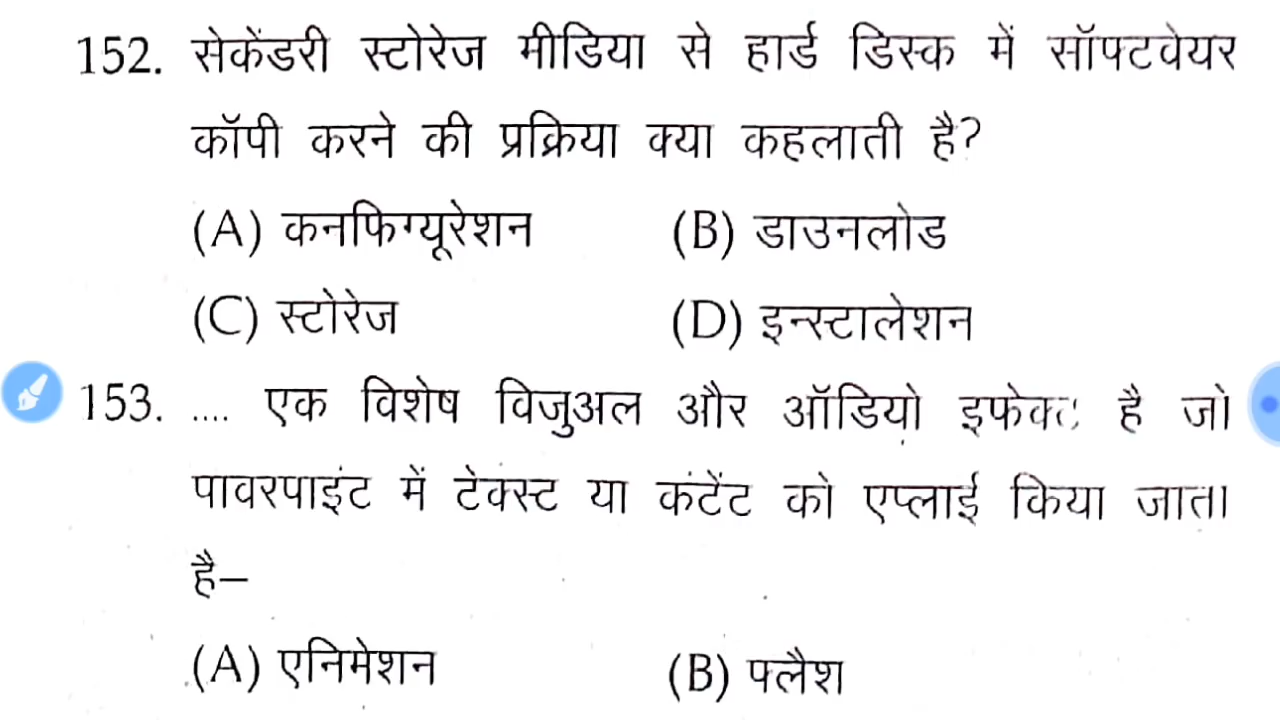 152. सेकेंडरी स्टोरेज मीडिया से हार्ड डिस्क में सॉफ्टवेयर
कॉपी करने की प्रक्रिया क्या कहलाती है?
(A) कनफिग्यूरेशन (B) डाउनलोड
(C) स्टोरेज (D) इन्स्टालेशन
153. .... एक विशेष विजुअल और ऑडियो इफेक्ट है जो
पावरपाइंट में टेक्स्ट या कंटेंट को एप्लाई किया जाता
है–
(A) एनिमेशन (B) फ्लैश